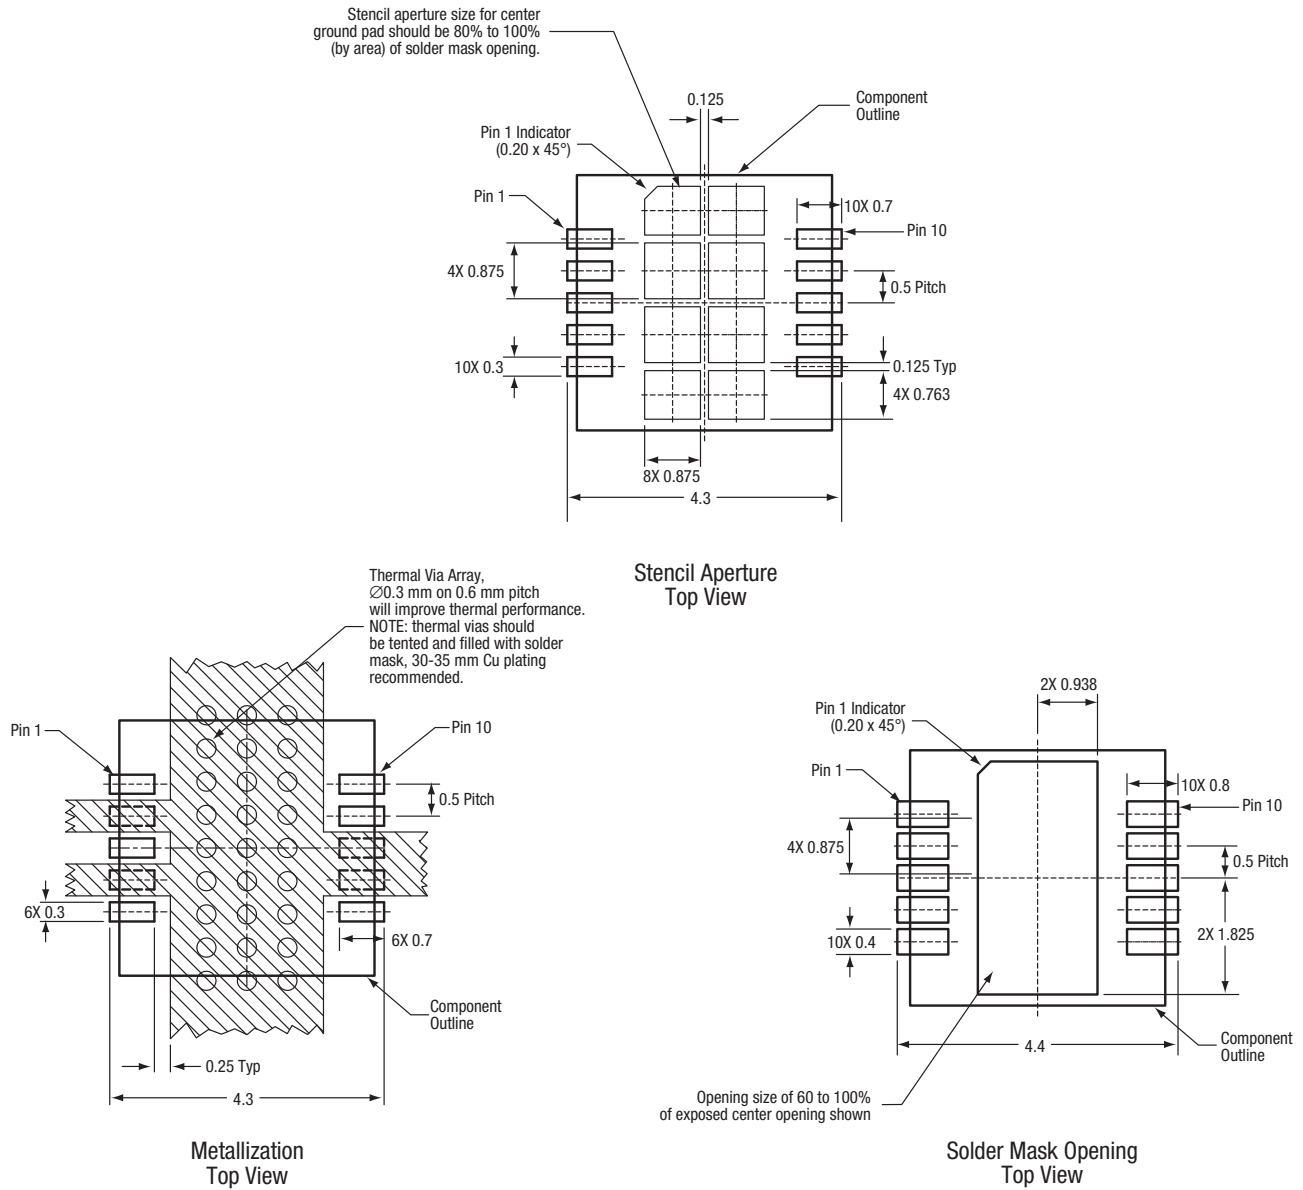 Stencil aperture size for center
ground pad should be 80% to 100%
(by area) of solder mask opening.
0.125
Component
Outline
Pin 1 Indicator
(0.20 x 45°)
Pin 1
10X 0.7
Pin 10
4X 0.875
0.5 Pitch
10X 0.3
0.125 Typ
4X 0.763
8X 0.875
4.3
Stencil Aperture
Top View
Thermal Via Array,
∅0.3 mm on 0.6 mm pitch
will improve thermal performance.
NOTE: thermal vias should
be tented and filled with solder
mask, 30-35 mm Cu plating
recommended.
Pin 1
Pin 10
0.5 Pitch
6X 0.3
6X 0.7
Component
Outline
0.25 Typ
4.3
Metallization
Top View
2X 0.938
Pin 1 Indicator
(0.20 x 45°)
Pin 1
10X 0.8
Pin 10
4X 0.875
0.5 Pitch
10X 0.4
2X 1.825
4.4
Component
Outline
Opening size of 60 to 100%
of exposed center opening shown
Solder Mask Opening
Top View